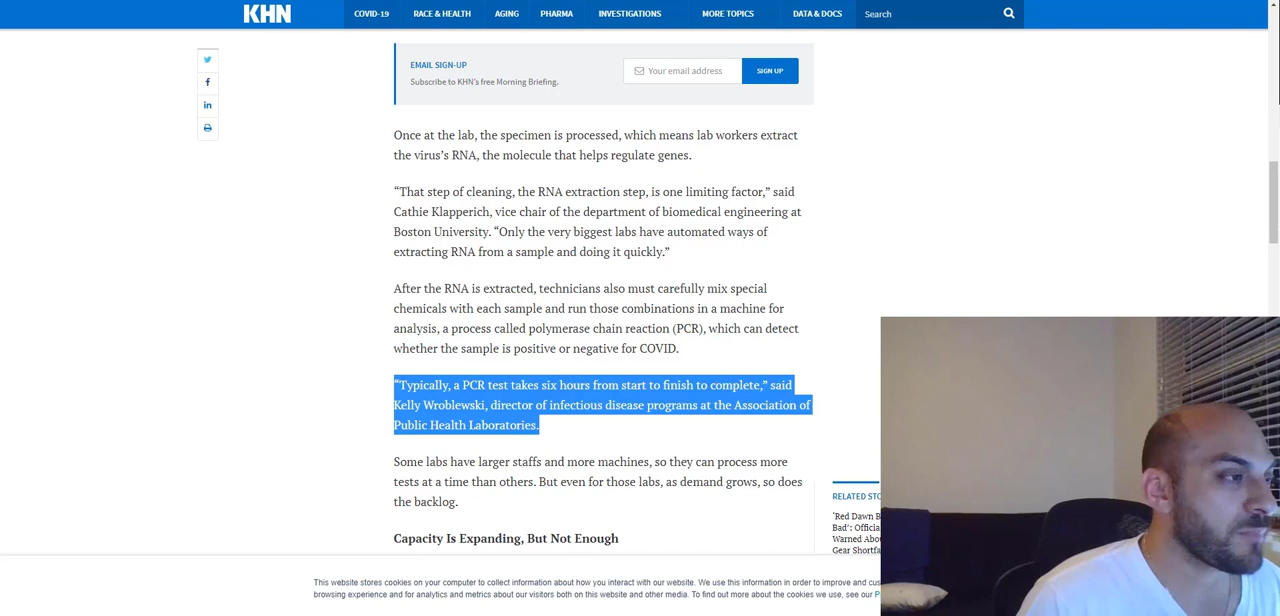 KHN
COVID-19 RACE & HEALTH AGING PHARMA INVESTIGATIONS MORE TOPICS DATA & DOCS Search
EMAIL SIGN-UP
Subscribe to KHN's free Morning Briefing.
Your email address
SIGN UP
Once at the lab, the specimen is processed, which means lab workers extract
the virus's RNA, the molecule that helps regulate genes.
“That step of cleaning, the RNA extraction step, is one limiting factor,” said
Cathie Klapperich, vice chair of the department of biomedical engineering at
Boston University. “Only the very biggest labs have automated ways of
extracting RNA from a sample and doing it quickly.”
After the RNA is extracted, technicians also must carefully mix special
chemicals with each sample and run those combinations in a machine for
analysis, a process called polymerase chain reaction (PCR), which can detect
whether the sample is positive or negative for COVID.
“Typically, a PCR test takes six hours from start to finish to complete,” said
Kelly Wroblewski, director of infectious disease programs at the Association of
Public Health Laboratories.
Some labs have larger staffs and more machines, so they can process more
tests at a time than others. But even for those labs, as demand grows, so does
the backlog.
Capacity Is Expanding, But Not Enough
RELATED STO
‘Red Dawn B
Bad’: Officia
Warned Abou
Gear Shortfa
This website stores cookies on your computer to collect information about how you interact with our website. We use this information in order to improve and cus
browsing experience and for analytics and metrics about our visitors both on this website and other media. To find out more about the cookies we use, see our P